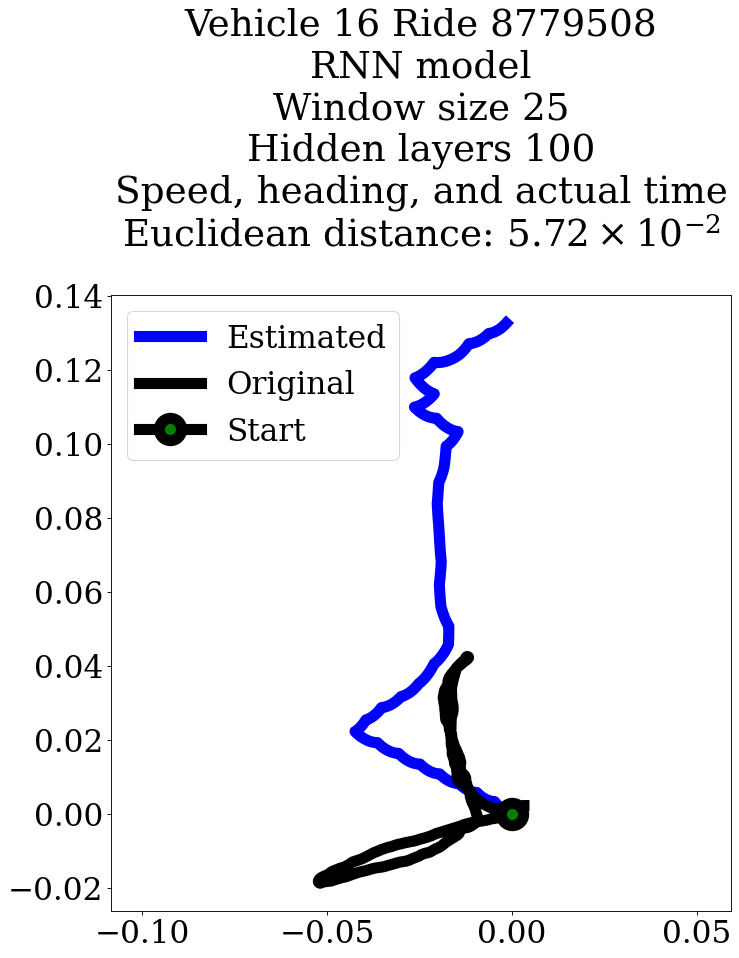 Vehicle 16 Ride 8779508
RNN model
Window size 25
Hidden layers 100
Speed, heading, and actual time
Euclidean distance: 5.72 × 10⁻²
0.14
0.12
0.10
0.08
0.06
0.04
0.02
0.00
−0.02
Estimated
Original
Start
−0.10
−0.05
0.00
0.05